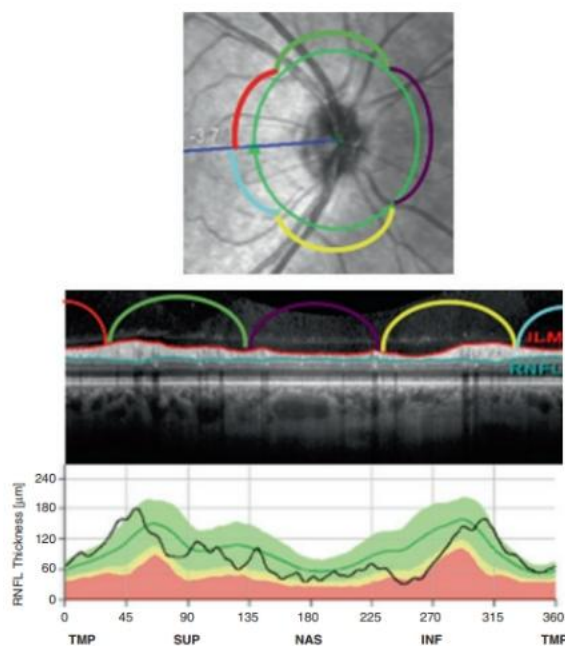 -3.7
ILM
RNFL
RNFL Thickness [µm]
240
180
120
60
0
0 45 90 135 180 225 270 315 360
TMP SUP NAS INF TMP